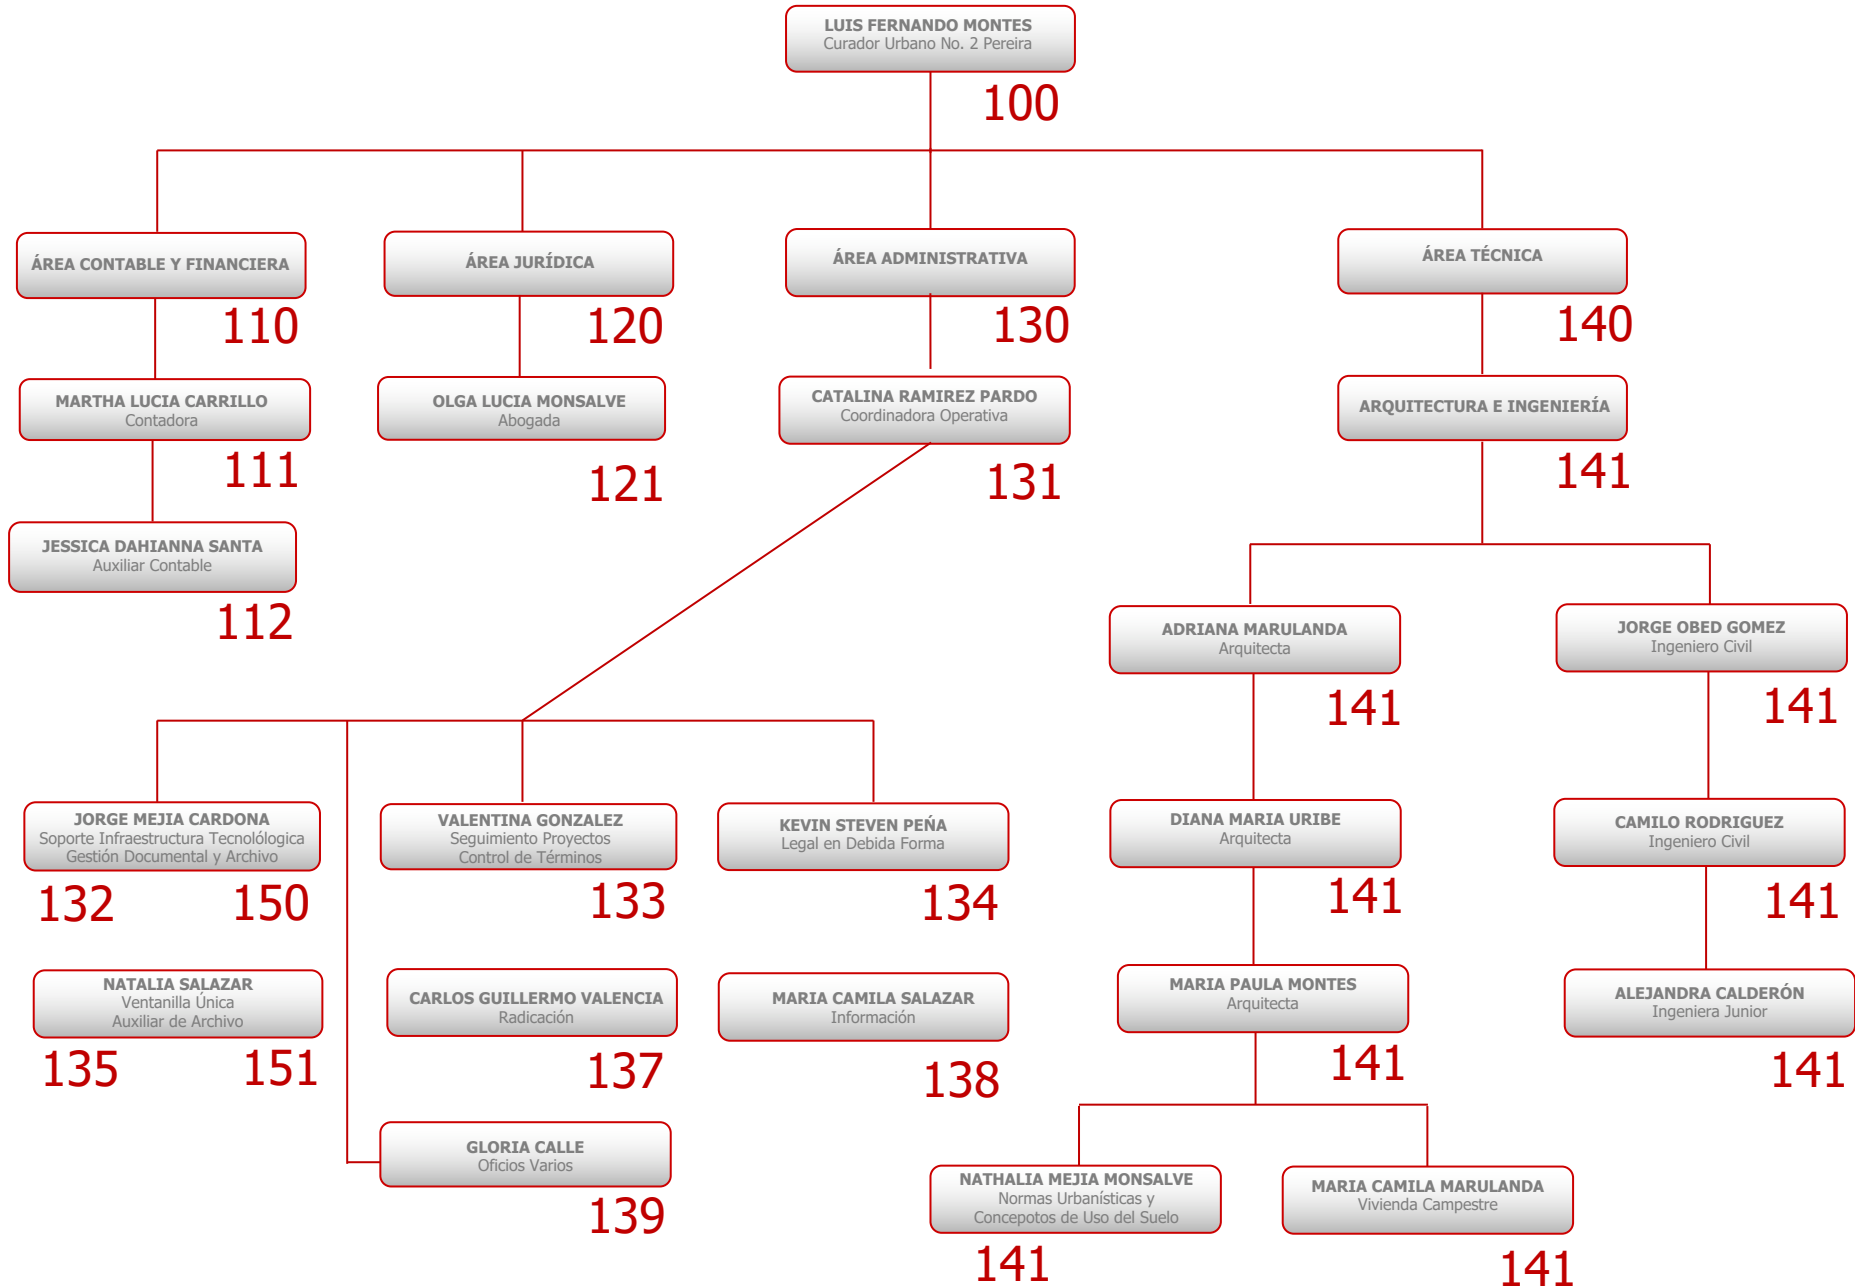 LUIS FERNANDO MONTES
Curador Urbano No. 2 Pereira
100
ÁREA CONTABLE Y FINANCIERA
110
ÁREA JURÍDICA
120
ÁREA ADMINISTRATIVA
130
ÁREA TÉCNICA
140
MARTHA LUCIA CARRILLO
Contadora
111
OLGA LUCIA MONSALVE
Abogada
121
CATALINA RAMIREZ PARDO
Coordinadora Operativa
131
ARQUITECTURA E INGENIERÍA
141
JESSICA DAHIANNA SANTA
Auxiliar Contable
112
ADRIANA MARULANDA
Arquitecta
141
JORGE OBED GOMEZ
Ingeniero Civil
141
JORGE MEJIA CARDONA
Soporte Infraestructura Tecnolólogica
Gestión Documental y Archivo
132
150
VALENTINA GONZALEZ
Seguimiento Proyectos
Control de Términos
133
KEVIN STEVEN PEŃA
Legal en Debida Forma
134
DIANA MARIA URIBE
Arquitecta
141
CAMILO RODRIGUEZ
Ingeniero Civil
141
NATALIA SALAZAR
Ventanilla Única
Auxiliar de Archivo
135
151
CARLOS GUILLERMO VALENCIA
Radicación
137
MARIA CAMILA SALAZAR
Información
138
MARIA PAULA MONTES
Arquitecta
141
ALEJANDRA CALDERÓN
Ingeniera Junior
141
GLORIA CALLE
Oficios Varios
139
NATHALIA MEJIA MONSALVE
Normas Urbanísticas y
Concepotos de Uso del Suelo
141
MARIA CAMILA MARULANDA
Vivienda Campestre
141